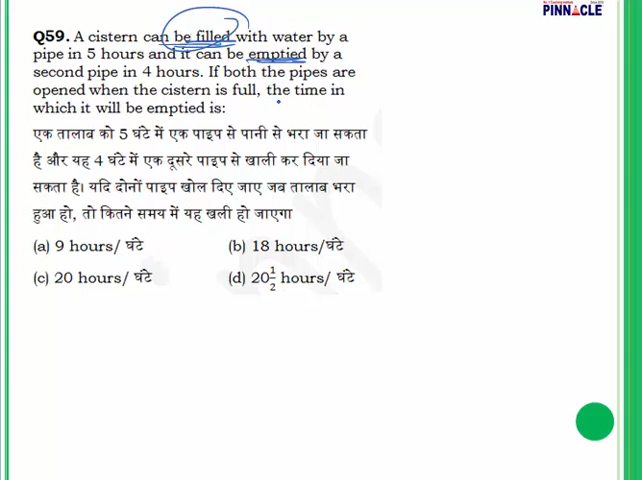 PINNACLE
Q59. A cistern can be filled with water by a
pipe in 5 hours and it can be emptied by a
second pipe in 4 hours. If both the pipes are
opened when the cistern is full, the time in
which it will be emptied is:
एक तालाब को 5 घंटे में एक पाइप से पानी से भरा जा सकता
है और यह 4 घंटे में एक दूसरे पाइप से खाली कर दिया जा
सकता है। यदि दोनों पाइप खोल दिए जाए जब तालाब भरा
हुआ हो, तो कितने समय में यह खली हो जाएगा
(a) 9 hours/ घंटे (b) 18 hours/घंटे
(c) 20 hours/ घंटे (d) 20 1/2 hours/ घंटे